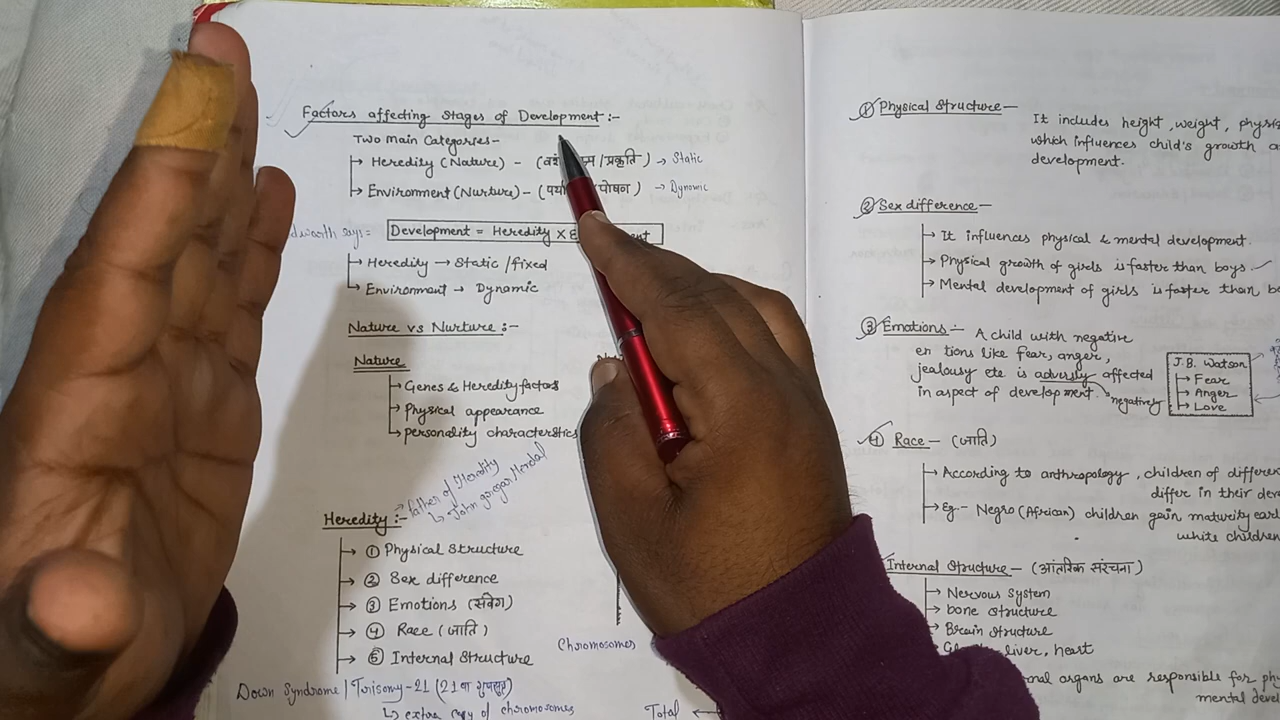 Factors affecting Stages of Development :-
Two Main Categories-
Heredity (Nature) - /प्रकृति) → Static
Environment (Nurture) - पोषण) → Dynamic
says = Development = Heredity X
Heredity → Static / fixed
Environment → Dynamic
Nature vs Nurture :-
Nature
Genes & Heredity factors
Physical appearance
personality characterstics
Heredity :-
father of Heredity
John goregar Mendal
→ ① Physical Structure
→ ② Sex difference
→ ③ Emotions (संवेग)
→ ④ Race (जाति)
→ ⑤ Internal Structure
Chromosomes
Down Syndrome / Trisomy-21 (21वा गुणसूत्र)
extra copy of chromosomes
Total ←
① Physical Structure —
It includes height, weight,
which influences child's growth
development.
② Sex difference —
→ It influences physical & mental development.
→ Physical growth of girls is faster than boys.
→ Mental development of girls is faster than
③ Emotions — A child with negative
tions like fear, anger,
jealousy etc is adversly affected
in aspect of development. negatively
J.B. Watson
→ Fear
→ Anger
→ Love
④ Race — (जाति)
→ According to anthropology, children of
differ in their
→ Eg:- Negro (African) children gain maturity
white children
Internal Structure — (आंतरिक संरचना)
→ Nervous System
→ bone structure
→ Brain structure
liver, heart
organs are responsible for
mental